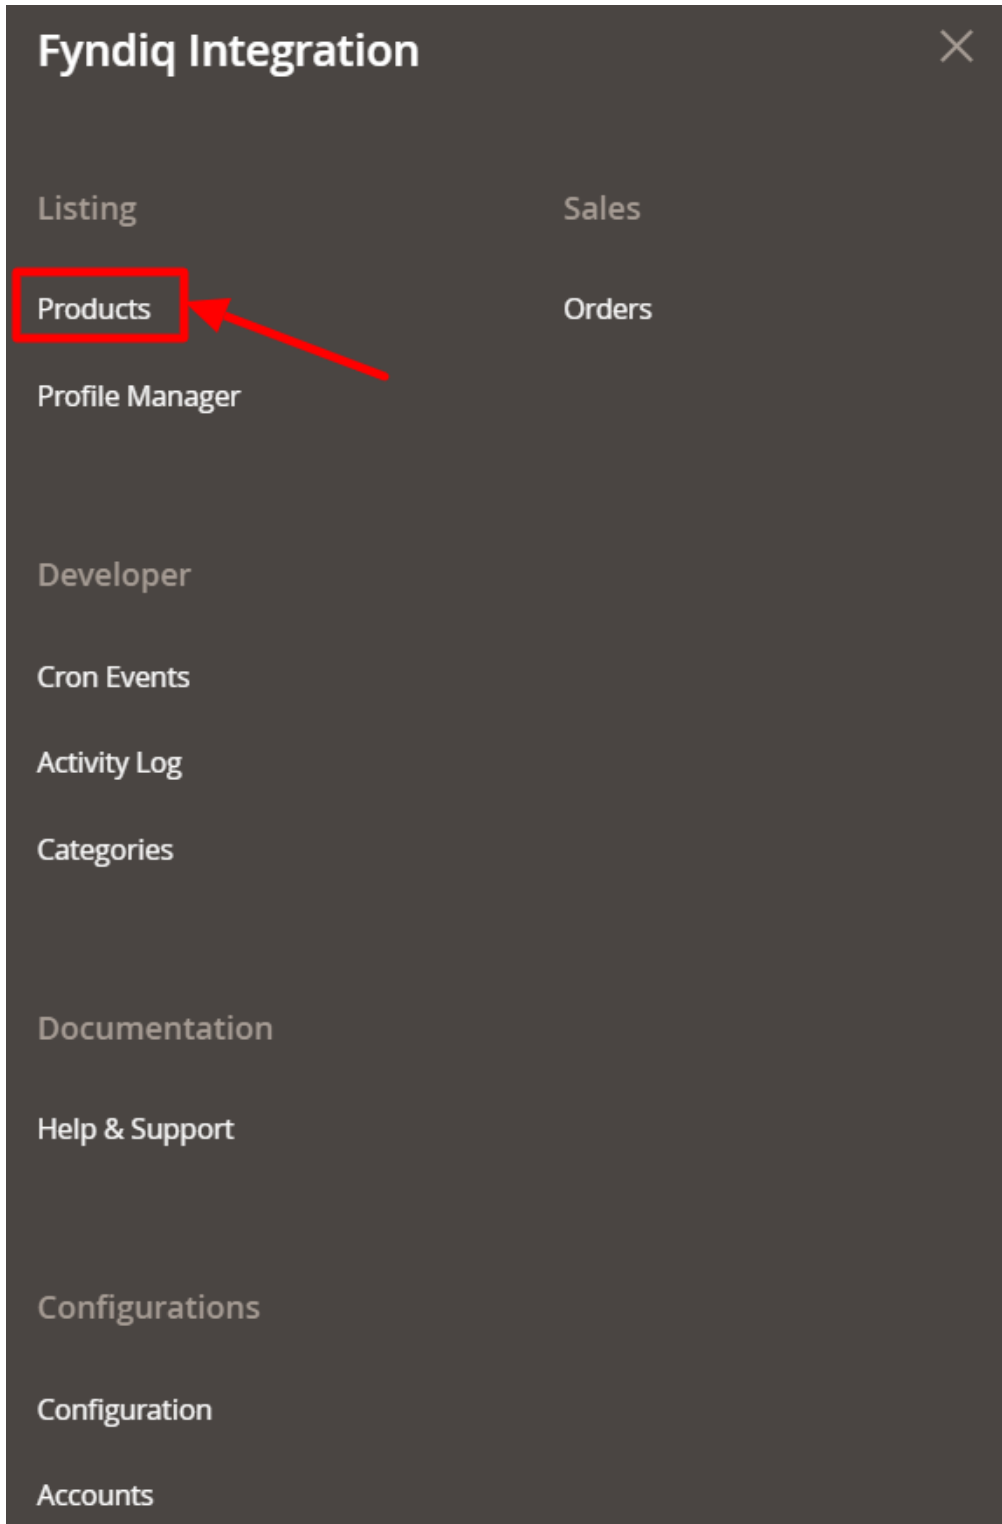 Fyndiq Integration
Listing
Products
Profile Manager
Sales
Orders
Developer
Cron Events
Activity Log
Categories
Documentation
Help & Support
Configurations
Configuration
Accounts